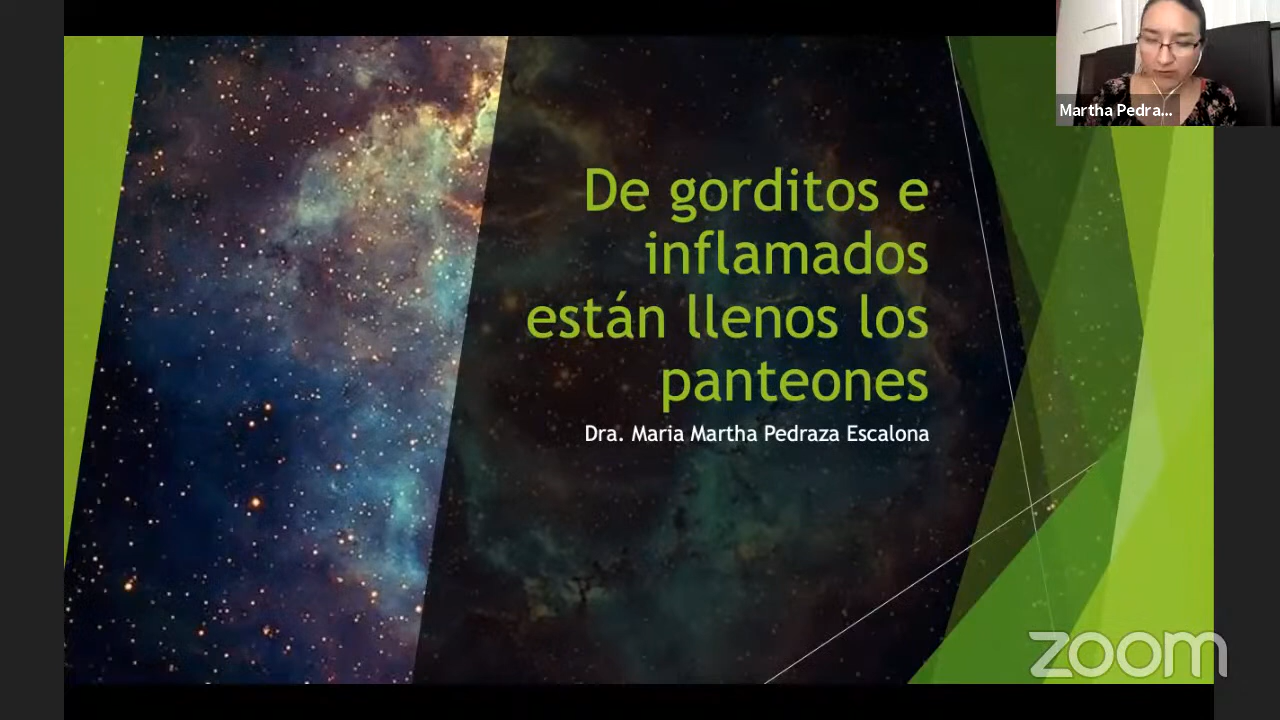 Martha Pedra...
De gorditos e
inflamados
están llenos los
panteones
Dra. Maria Martha Pedraza Escalona
zoom